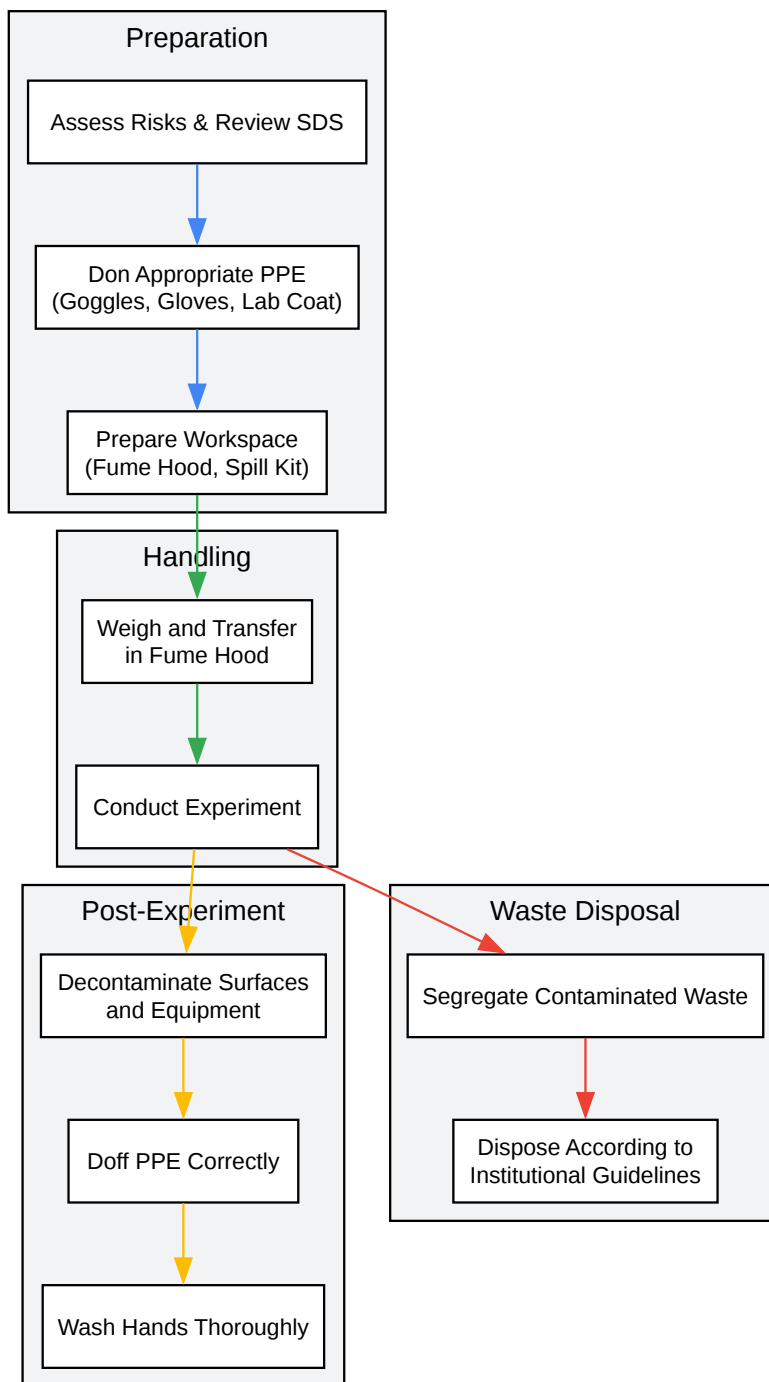 Preparation
Assess Risks & Review SDS
Don Appropriate PPE
(Goggles, Gloves, Lab Coat)
Prepare Workspace
(Fume Hood, Spill Kit)
Handling
Weigh and Transfer
in Fume Hood
Conduct Experiment
Post-Experiment
Decontaminate Surfaces
and Equipment
Doff PPE Correctly
Wash Hands Thoroughly
Waste Disposal
Segregate Contaminated Waste
Dispose According to
Institutional Guidelines